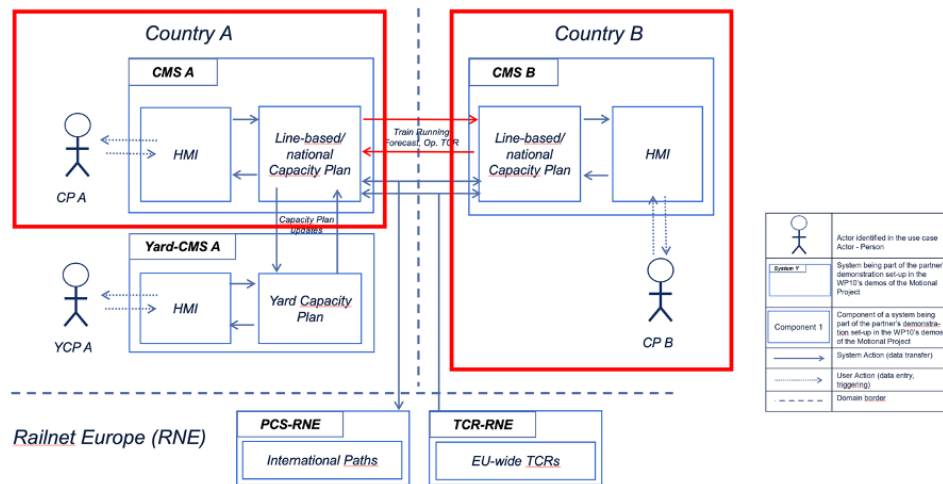 Country A
Country B
CMS A
CMS B
HMI
Line-based/
national
Capacity Plan
Train Running
Forecast, Op. TCR
Line-based/
national
Capacity Plan
HMI
CP A
Capacity Plan
updates
Yard-CMS A
HMI
Yard Capacity
Plan
YCP A
CP B
Railnet Europe (RNE)
PCS-RNE
International Paths
TCR-RNE
EU-wide TCRs
Actor identified in the use case
Actor - Person
System Y
System being part of the partner's
demonstration set-up in the
WP10's demos of the Motional
Project
Component 1
Component of a system being
part of the partner's demonstra-
tion set-up in the WP10's demos
of the Motional Project
System Action (data transfer)
User Action (data entry,
triggering)
Domain border